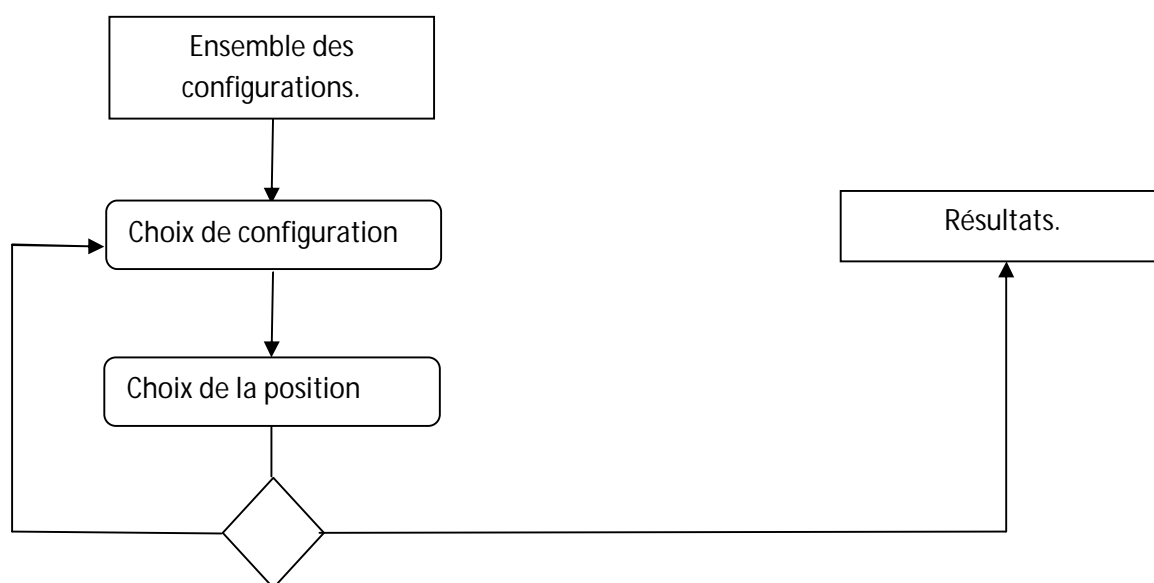 Ensemble des
configurations.
Choix de configuration
Résultats.
Choix de la position